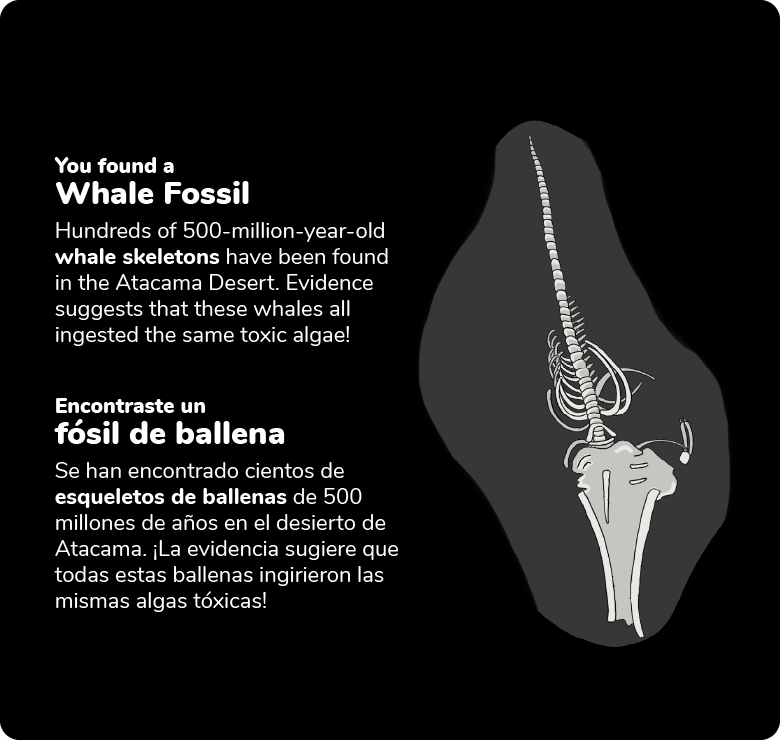 You found a
Whale Fossil
Hundreds of 500-million-year-old
whale skeletons have been found
in the Atacama Desert. Evidence
suggests that these whales all
ingested the same toxic algae!
Encontraste un
fósil de ballena
Se han encontrado cientos de
esqueletos de ballenas de 500
millones de años en el desierto de
Atacama. ¡La evidencia sugiere que
todas estas ballenas ingirieron las
mismas algas tóxicas!